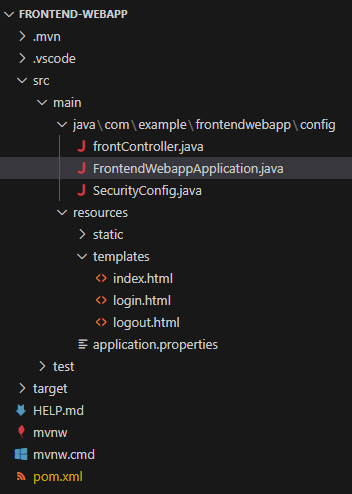 FRONTEND-WEBAPP
.mvn
.vscode
src
main
java\com\example\frontendwebapp\config
frontController.java
FrontendWebappApplication.java
SecurityConfig.java
resources
static
templates
index.html
login.html
logout.html
application.properties
test
target
HELP.md
mvnw
mvnw.cmd
pom.xml